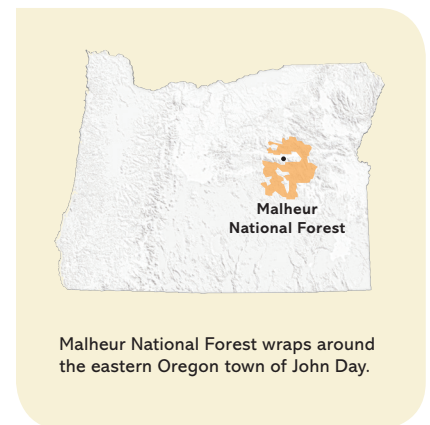 Malheur
National Forest
Malheur National Forest wraps around
the eastern Oregon town of John Day.